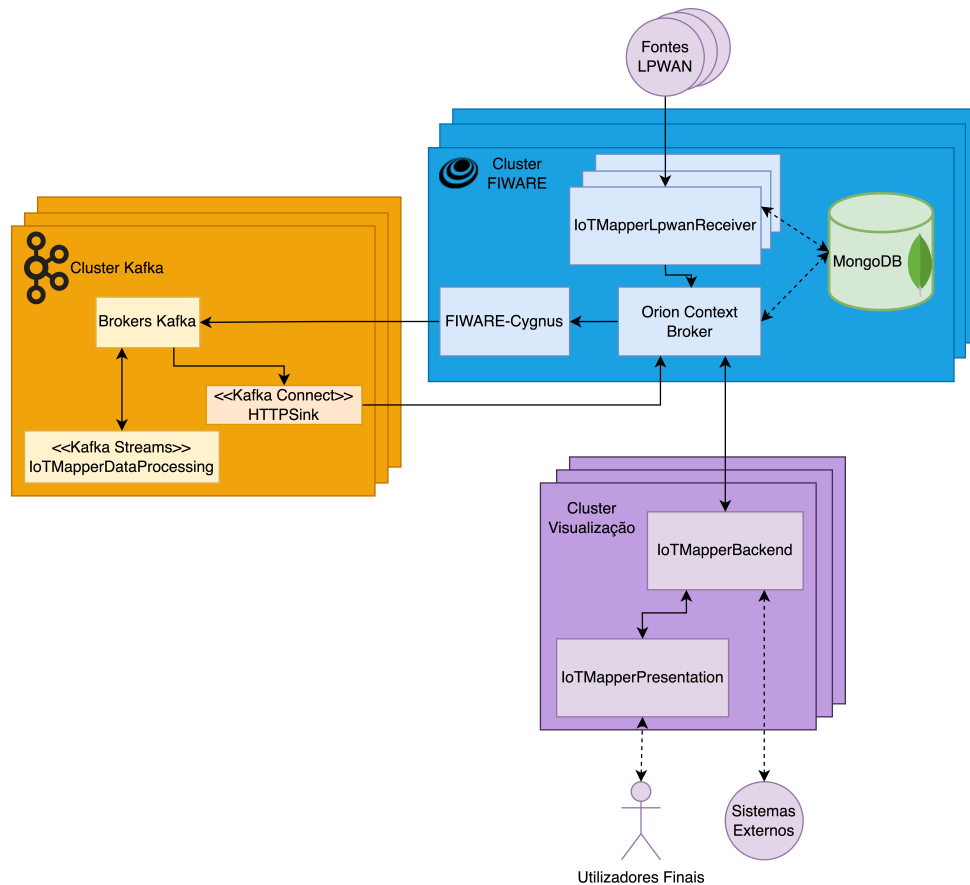 Fontes
LPWAN
Cluster
FIWARE
IoTMapperLpwanReceiver
MongoDB
Cluster Kafka
Brokers Kafka
FIWARE-Cygnus
Orion Context
Broker
<<Kafka Connect>>
HTTPSink
<<Kafka Streams>>
IoTMapperDataProcessing
Cluster
Visualização
IoTMapperBackend
IoTMapperPresentation
Sistemas
Externos
Utilizadores Finais